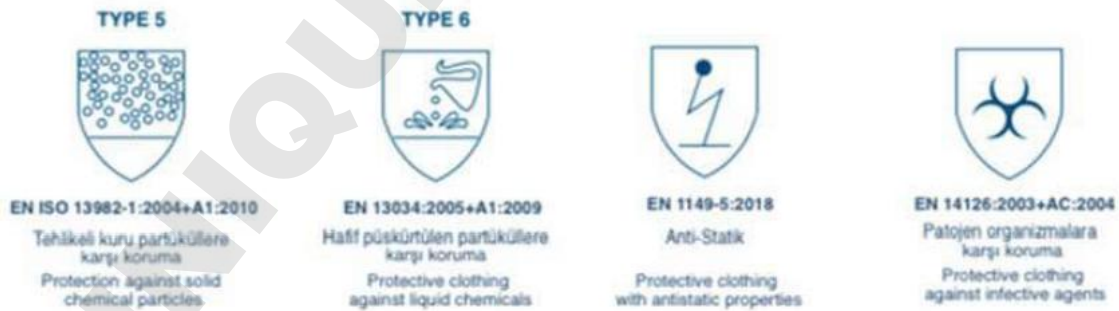 TYPE 5
TYPE 6
EN ISO 13982-1:2004+A1:2010
EN 13034:2005+A1:2009
EN 1149-5:2018
EN 14126:2003+AC:2004
Tehlikeli kuru partüküllere
karşı koruma
Hafif püskürtülen partüküllere
karşı koruma
Anti-Statik
Patojen organizmalara
karşı koruma
Protection against solid
chemical particles
Protective clothing
against liquid chemicals
Protective clothing
with antistatic properties
Protective clothing
against infective agents